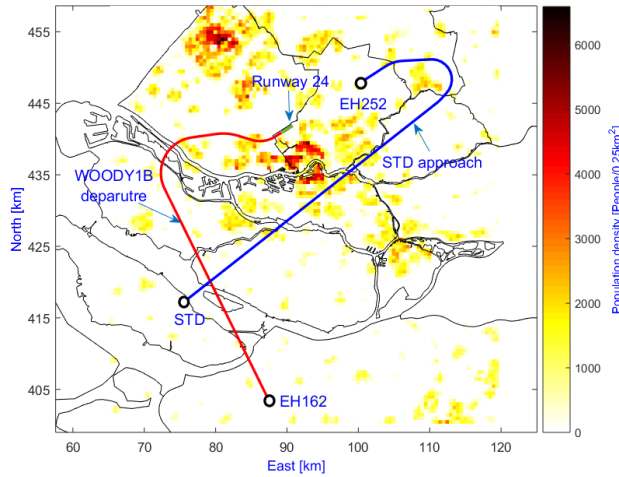 455
445
435
425
415
405
North [km]
60
70
80
90
100
110
120
East [km]
Runway 24
EH252
STD approach
WOODY1B
deparutre
STD
EH162
6000
5000
4000
3000
2000
1000
0
Population density [People/0.25km²]